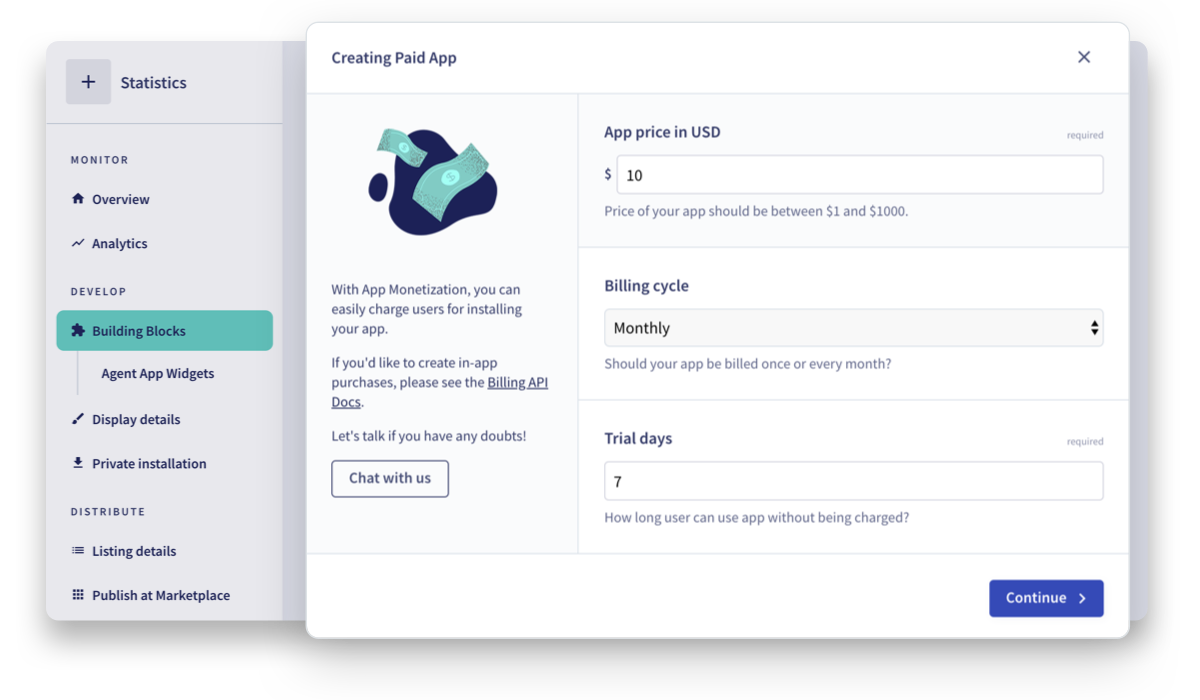 Statistics
MONITOR
Overview
Analytics
DEVELOP
Building Blocks
Agent App Widgets
Display details
Private installation
DISTRIBUTE
Listing details
Publish at Marketplace
Creating Paid App
With App Monetization, you can
easily charge users for installing
your app.
If you'd like to create in-app
purchases, please see the Billing API
Docs.
Let's talk if you have any doubts!
Chat with us
App price in USD
required
$ 10
Price of your app should be between $1 and $1000.
Billing cycle
Monthly
Should your app be billed once or every month?
Trial days
required
7
How long user can use app without being charged?
Continue